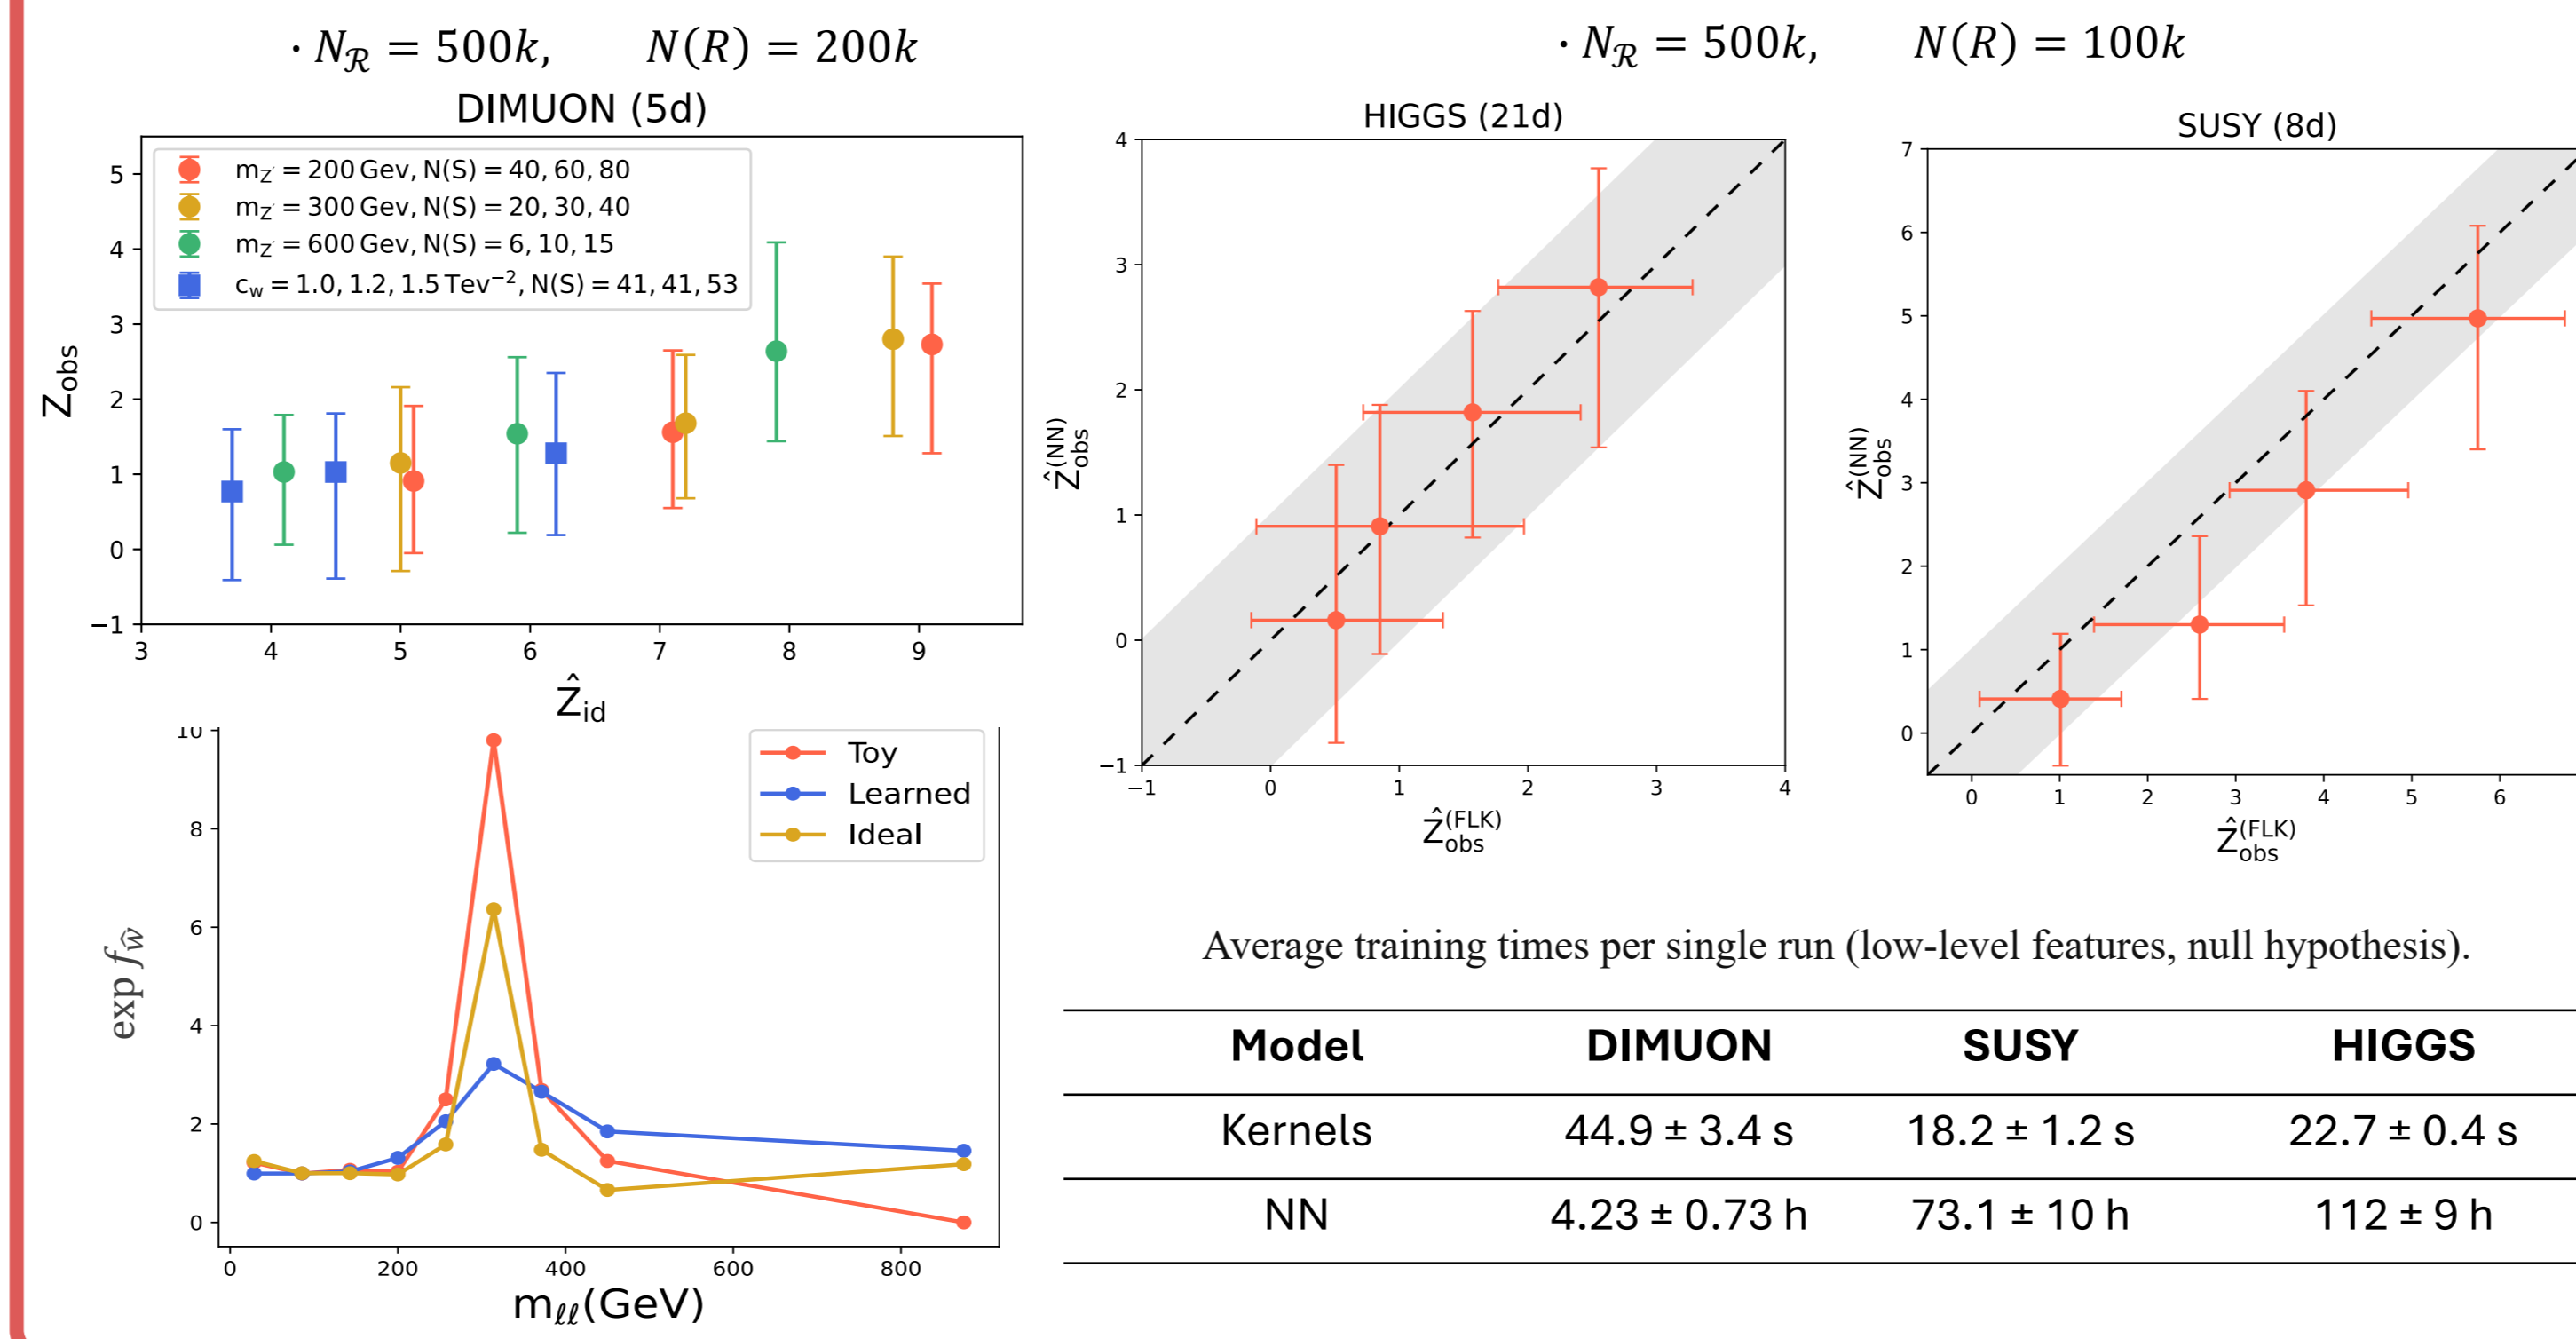 · N_ℛ = 500k, N(R) = 200k
DIMUON (5d)
m_Z′ = 200 Gev, N(S) = 40, 60, 80
m_Z′ = 300 Gev, N(S) = 20, 30, 40
m_Z′ = 600 Gev, N(S) = 6, 10, 15
c_w = 1.0, 1.2, 1.5 Tev⁻², N(S) = 41, 41, 53
Z_obs
5
4
3
2
1
0
−1
3 4 5 6 7 8 9
Ẑ_id
10
8
6
4
2
0
exp f_ŵ
Toy
Learned
Ideal
0 200 400 600 800
m_ℓℓ(GeV)
· N_ℛ = 500k, N(R) = 100k
HIGGS (21d)
Ẑ_obs^(NN)
4
3
2
1
0
−1
−1 0 1 2 3 4
Ẑ_obs^(FLK)
SUSY (8d)
Ẑ_obs^(NN)
7
6
5
4
3
2
1
0
0 1 2 3 4 5 6
Ẑ_obs^(FLK)
Average training times per single run (low-level features, null hypothesis).
Model DIMUON SUSY HIGGS
Kernels 44.9 ± 3.4 s 18.2 ± 1.2 s 22.7 ± 0.4 s
NN 4.23 ± 0.73 h 73.1 ± 10 h 112 ± 9 h